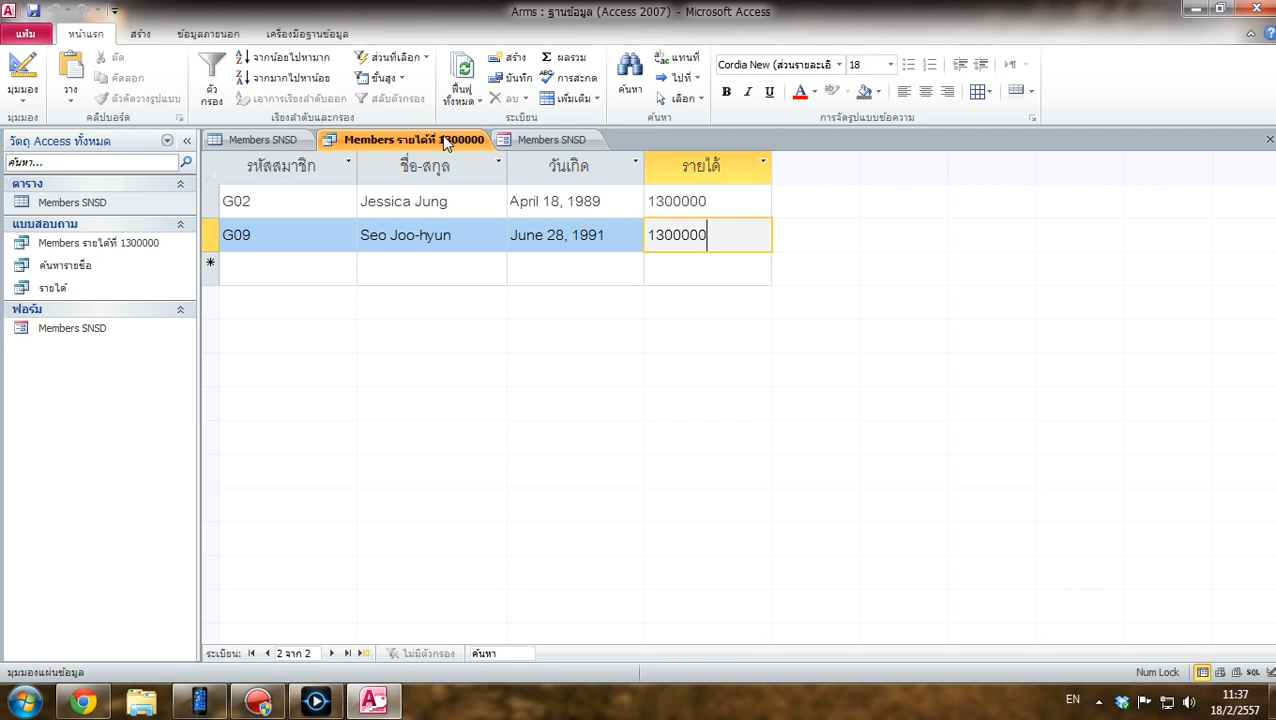 Arms : ฐานข้อมูล (Access 2007) - Microsoft Access
แฟ้ม หน้าแรก สร้าง ข้อมูลภายนอก เครื่องมือฐานข้อมูล
มุมมอง
มุมมอง
วาง
ตัด
คัดลอก
ตัวคัดวางรูปแบบ
คลิปบอร์ด
ตัวกรอง
จากน้อยไปหามาก
จากมากไปหาน้อย
เอาการเรียงลำดับออก
ส่วนที่เลือก
ขั้นสูง
สลับตัวกรอง
เรียงลำดับและกรอง
ฟื้นฟูทั้งหมด
สร้าง
บันทึก
ลบ
ผลรวม
การสะกด
เพิ่มเติม
ระเบียน
ค้นหา
แทนที่
ไปที่
เลือก
ค้นหา
Cordia New (ส่วนรายละเอี 18
B I U A
การจัดรูปแบบข้อความ
วัตถุ Access ทั้งหมด
ค้นหา...
ตาราง
Members SNSD
แบบสอบถาม
Members รายได้ที่ 1300000
ค้นหารายชื่อ
รายได้
ฟอร์ม
Members SNSD
Members SNSD Members รายได้ที่ 1300000 Members SNSD
รหัสสมาชิก ชื่อ-สกุล วันเกิด รายได้
G02 Jessica Jung April 18, 1989 1300000
G09 Seo Joo-hyun June 28, 1991 1300000
ระเบียน: 2 จาก 2 ไม่มีตัวกรอง ค้นหา
มุมมองแผ่นข้อมูล Num Lock SQL
EN 11:37
18/2/2557